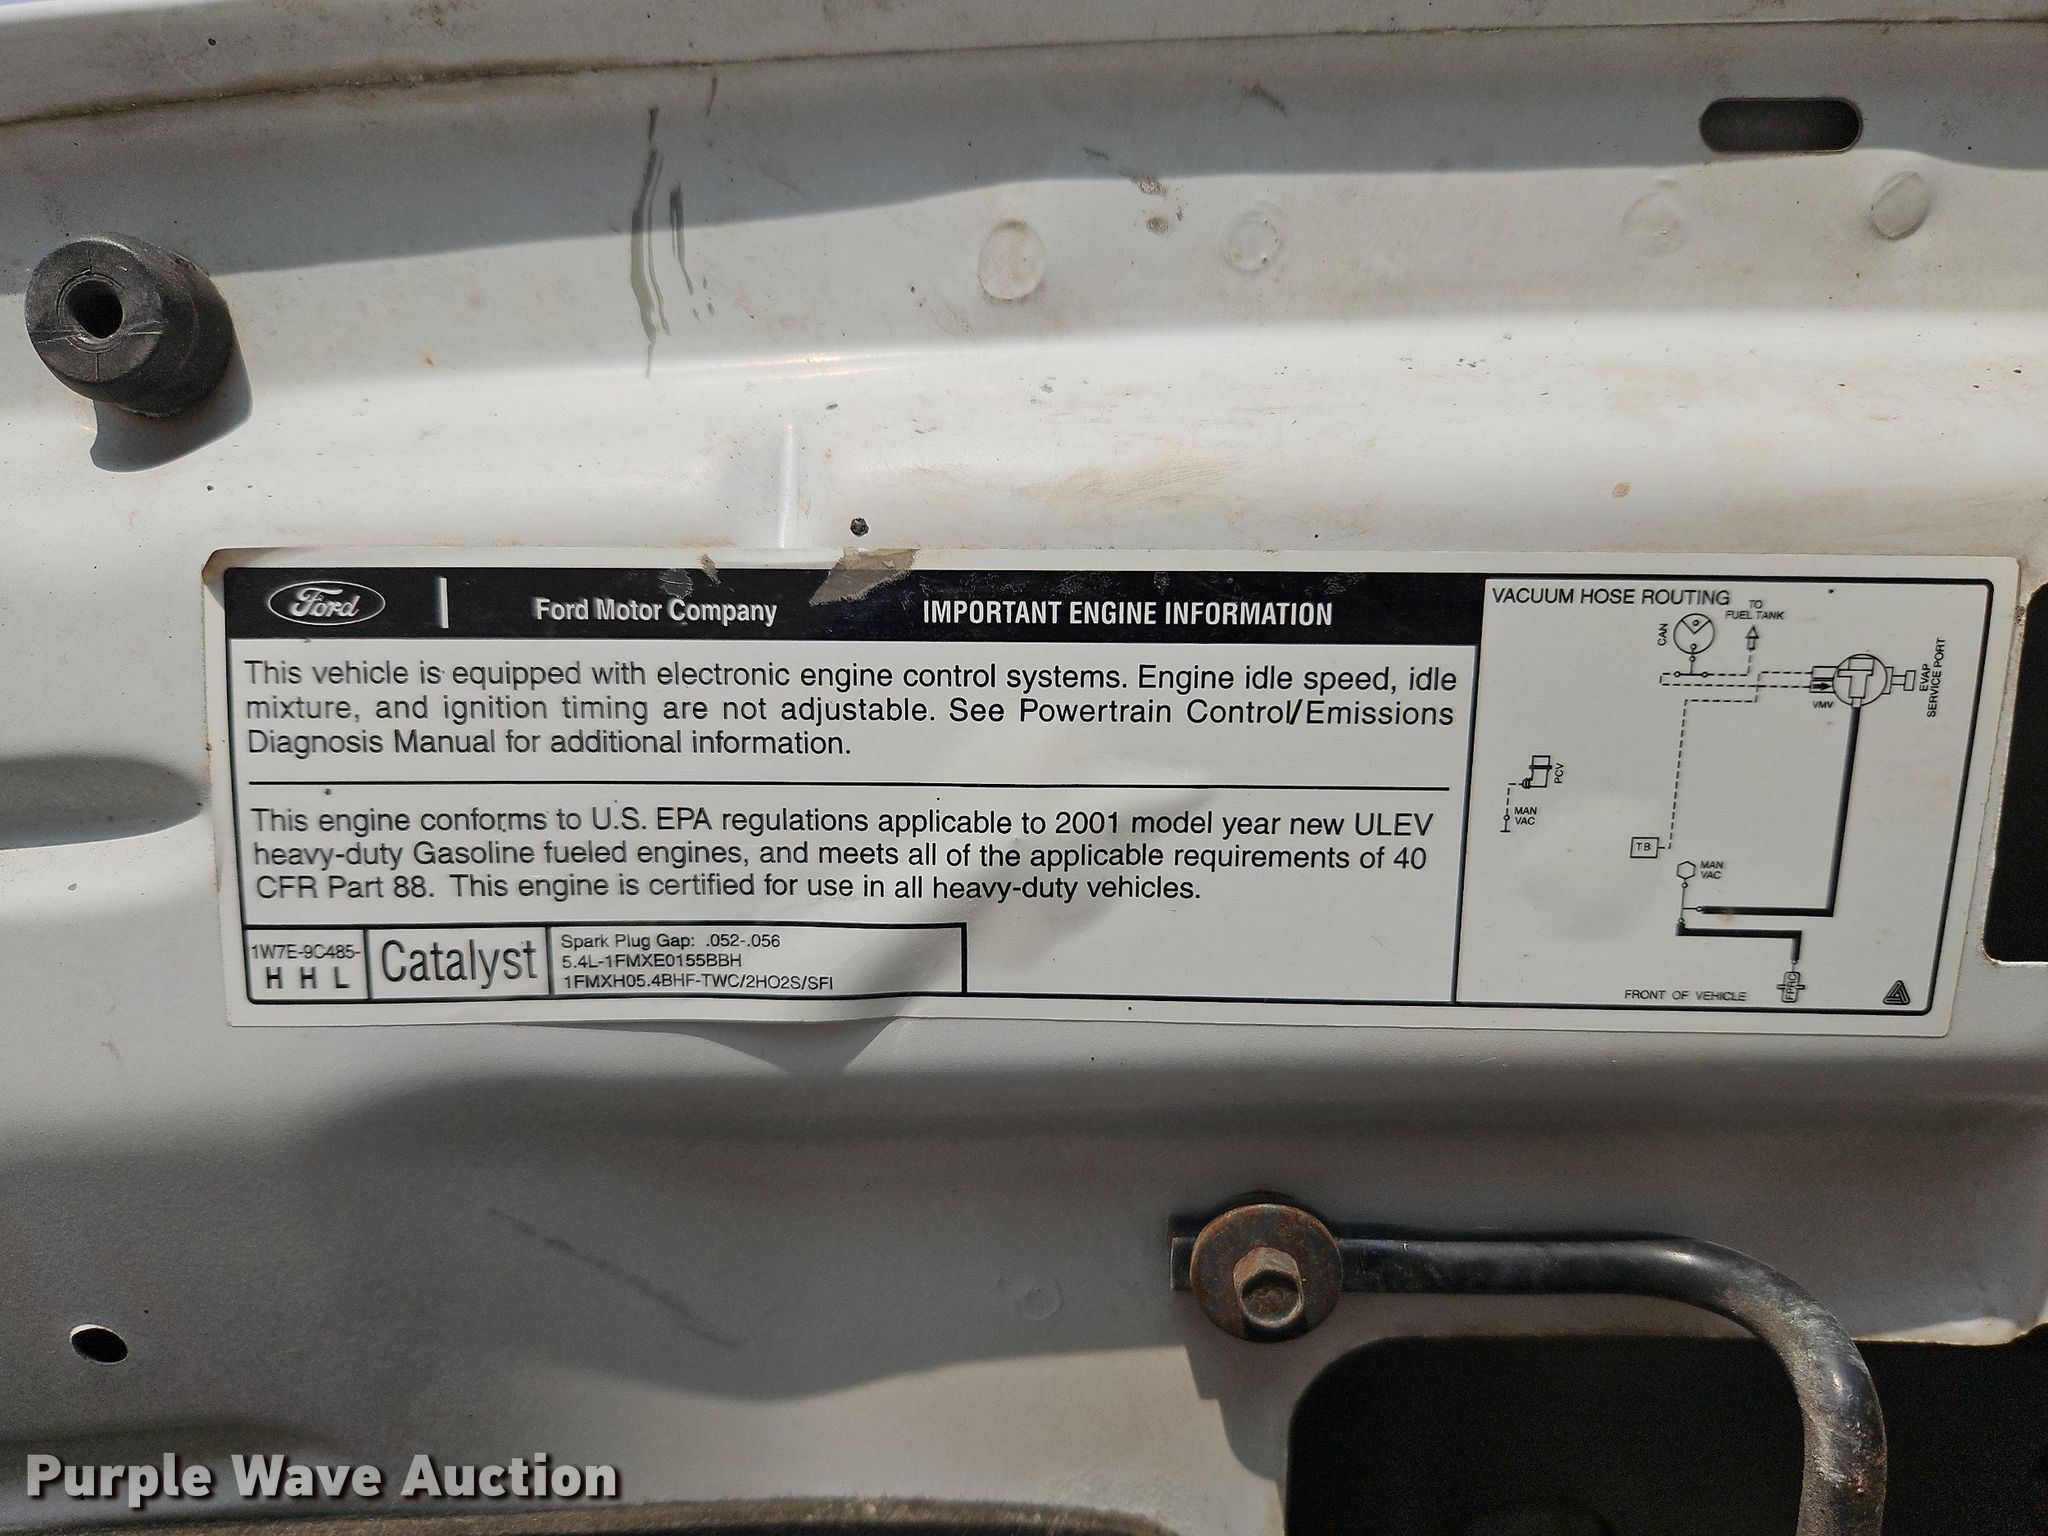 Ford
Ford Motor Company
IMPORTANT ENGINE INFORMATION
This vehicle is equipped with electronic engine control systems. Engine idle speed, idle
mixture, and ignition timing are not adjustable. See Powertrain Control/Emissions
Diagnosis Manual for additional information.
This engine conforms to U.S. EPA regulations applicable to 2001 model year new ULEV
heavy-duty Gasoline fueled engines, and meets all of the applicable requirements of 40
CFR Part 88. This engine is certified for use in all heavy-duty vehicles.
1W7E-9C485-
H H L
Catalyst
Spark Plug Gap: .052-.056
5.4L-1FMXE0155BBH
1FMXH05.4BHF-TWC/2HO2S/SFI
VACUUM HOSE ROUTING
TO
FUEL TANK
CAN
EVAP
SERVICE PORT
VMV
PCV
MAN
VAC
TB
MAN
VAC
FPRC
FRONT OF VEHICLE
Purple Wave Auction